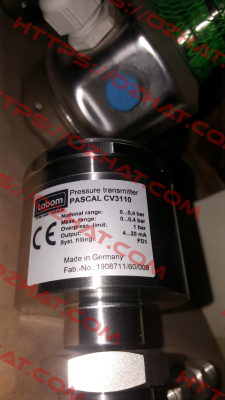 Labom
Pressure transmitter
PASCAL CV3110
Nominal range: 0...0,4 bar
Meas. range: 0...0,4 bar
Overpress.-limit: 1 bar
Output: 4...20 mA
Syst. filling: FD1
CE
Made in Germany
Fab.-No.: 1908711/60/008
HTTPS://OZHAT.COM